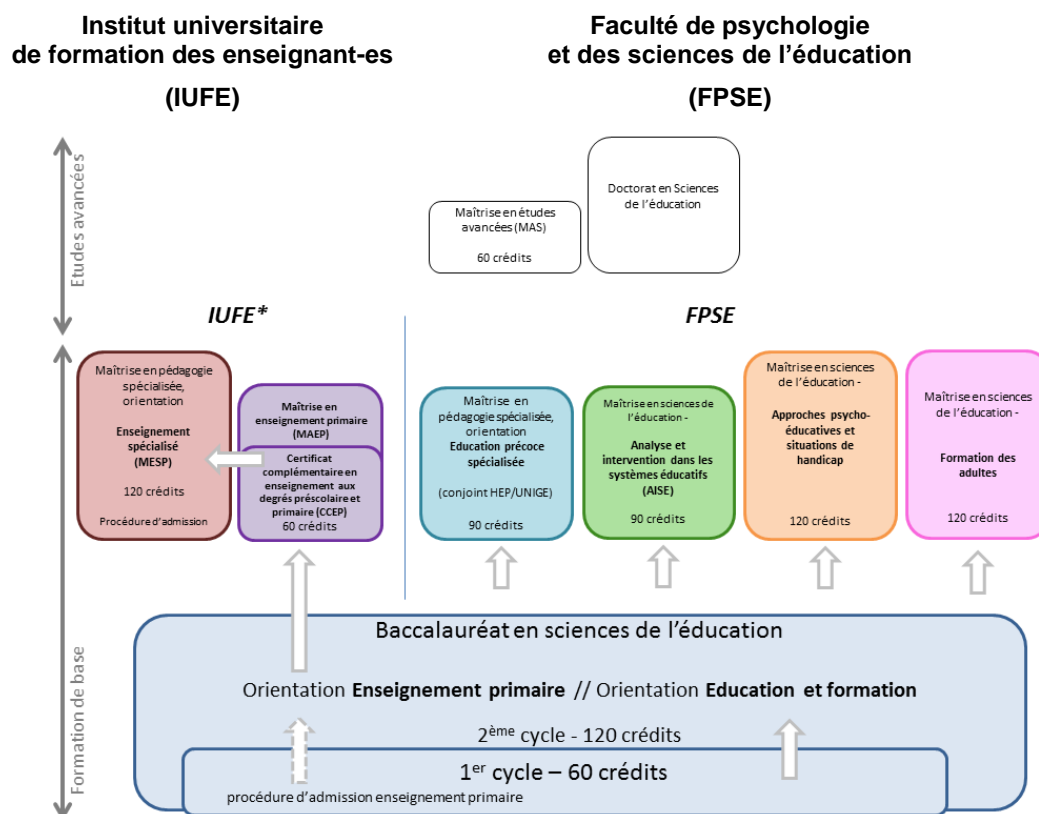 Institut universitaire
de formation des enseignant-es
(IUFE)
Faculté de psychologie
et des sciences de l'éducation
(FPSE)
Etudes avancées
Maîtrise en études
avancées (MAS)
60 crédits
Doctorat en Sciences
de l'éducation
IUFE*
FPSE
Maîtrise en pédagogie
spécialisée,
orientation
Enseignement
spécialisé
(MESP)
120 crédits
Procédure d'admission
Maîtrise en
enseignement primaire
(MAEP)
Certificat
complémentaire en
enseignement aux
degrés préscolaire et
primaire (CCEP)
60 crédits
Maîtrise en
pédagogie spécialisée,
orientation
Education précoce
spécialisée
(conjoint HEP/UNIGE)
90 crédits
Maîtrise en sciences de
l'éducation -
Analyse et
intervention dans les
systèmes éducatifs
(AISE)
90 crédits
Maîtrise en sciences
de l'éducation -
Approches psycho-
éducatives et
situations de
handicap
120 crédits
Maîtrise en sciences
de l'éducation -
Formation des
adultes
120 crédits
Formation de base
Baccalauréat en sciences de l'éducation
Orientation Enseignement primaire // Orientation Education et formation
2ème cycle - 120 crédits
1er cycle – 60 crédits
procédure d'admission enseignement primaire